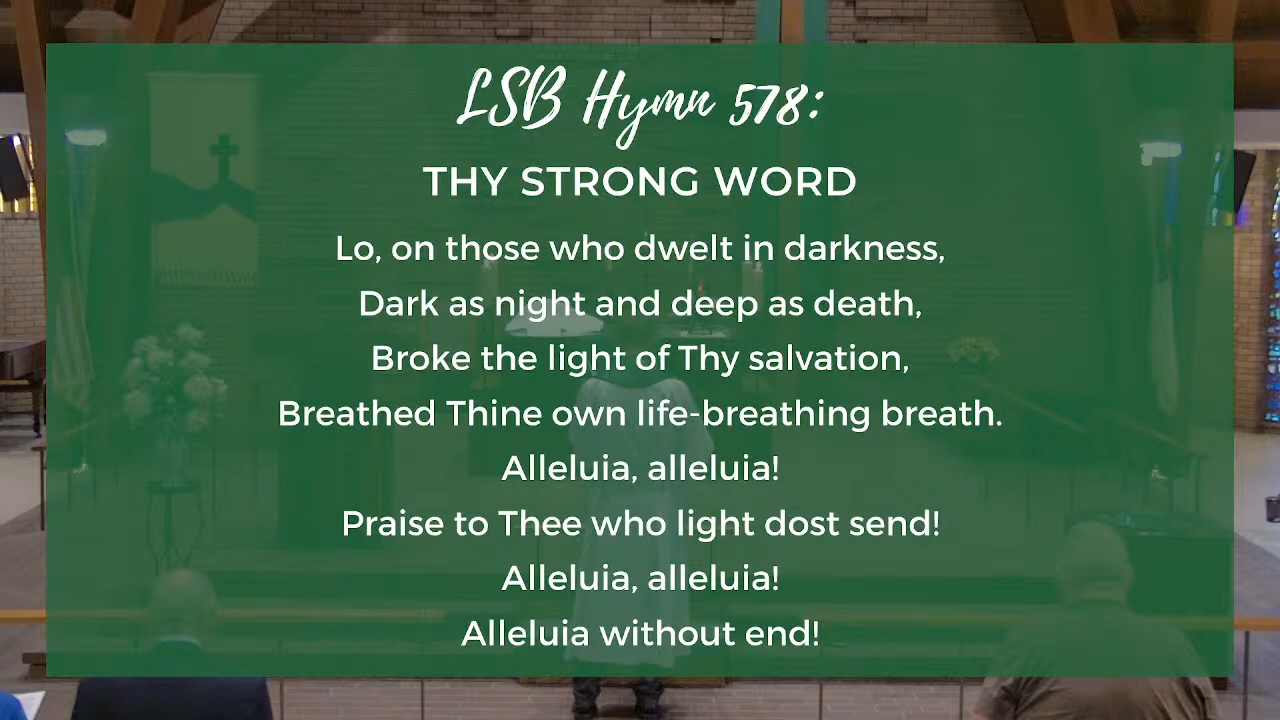 LSB Hymn 578:
THY STRONG WORD
Lo, on those who dwelt in darkness,
Dark as night and deep as death,
Broke the light of Thy salvation,
Breathed Thine own life-breathing breath.
Alleluia, alleluia!
Praise to Thee who light dost send!
Alleluia, alleluia!
Alleluia without end!